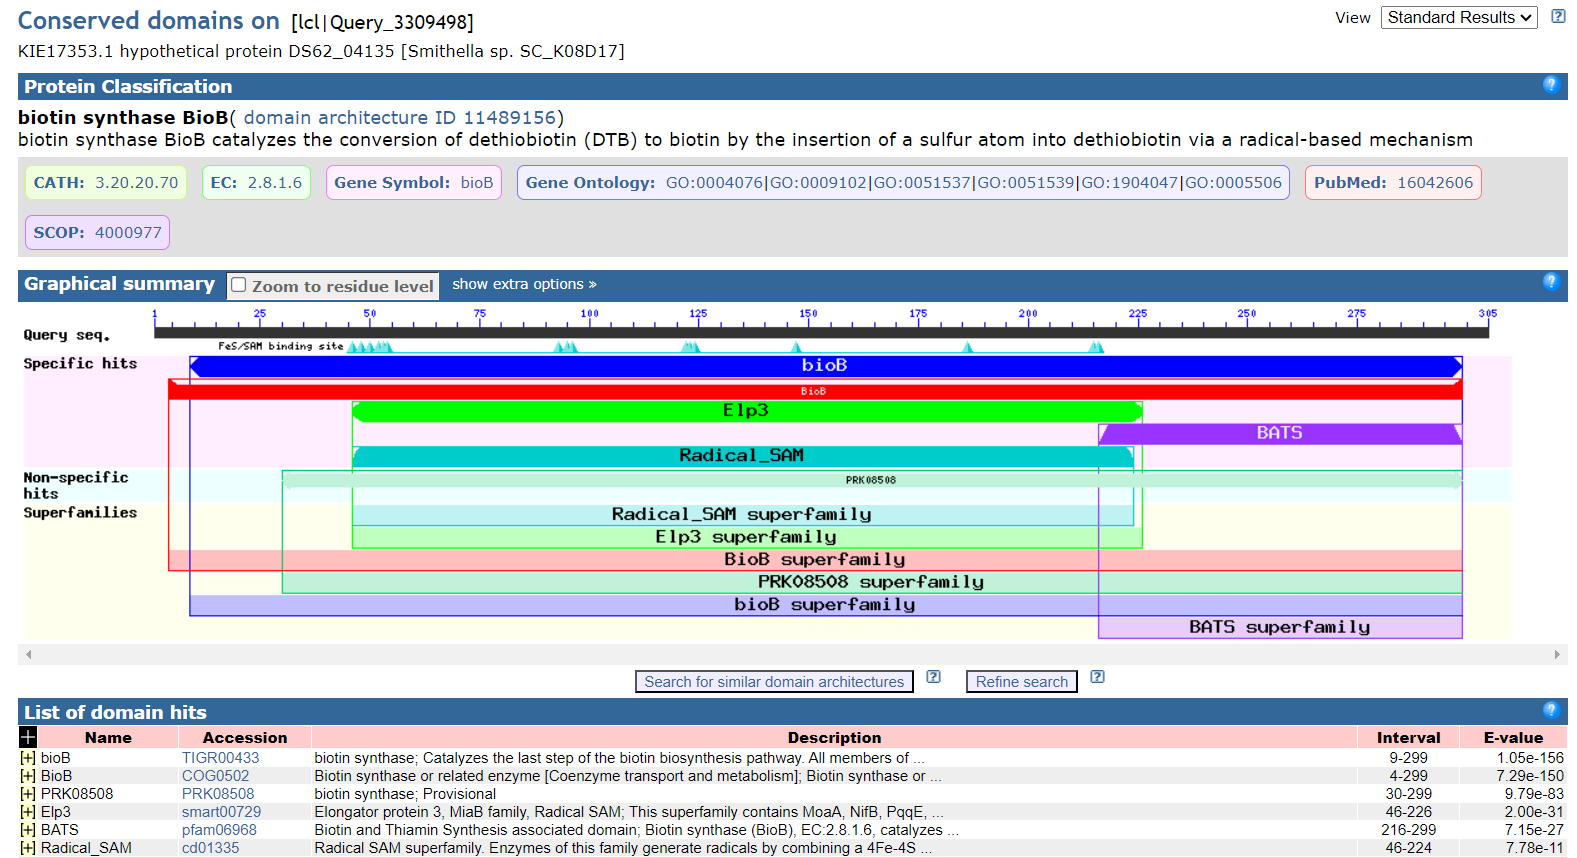 Conserved domains on [lcl|Query_3309498]
View Standard Results ?
KIE17353.1 hypothetical protein DS62_04135 [Smithella sp. SC_K08D17]
Protein Classification ?
biotin synthase BioB( domain architecture ID 11489156)
biotin synthase BioB catalyzes the conversion of dethiobiotin (DTB) to biotin by the insertion of a sulfur atom into dethiobiotin via a radical-based mechanism
CATH: 3.20.20.70 EC: 2.8.1.6 Gene Symbol: bioB Gene Ontology: GO:0004076|GO:0009102|GO:0051537|GO:0051539|GO:1904047|GO:0005506 PubMed: 16042606
SCOP: 4000977
Graphical summary Zoom to residue level show extra options » ?
1 25 50 75 100 125 150 175 200 225 250 275 305
Query seq.
FeS/SAM binding site
Specific hits bioB
BioB
Elp3
BATS
Radical_SAM
Non-specific PRK08508
hits
Superfamilies Radical_SAM superfamily
Elp3 superfamily
BioB superfamily
PRK08508 superfamily
bioB superfamily
BATS superfamily
Search for similar domain architectures ? Refine search ?
List of domain hits ?
+ Name Accession Description Interval E-value
[+] bioB TIGR00433 biotin synthase; Catalyzes the last step of the biotin biosynthesis pathway. All members of ... 9-299 1.05e-156
[+] BioB COG0502 Biotin synthase or related enzyme [Coenzyme transport and metabolism]; Biotin synthase or ... 4-299 7.29e-150
[+] PRK08508 PRK08508 biotin synthase; Provisional 30-299 9.79e-83
[+] Elp3 smart00729 Elongator protein 3, MiaB family, Radical SAM; This superfamily contains MoaA, NifB, PqqE, ... 46-226 2.00e-31
[+] BATS pfam06968 Biotin and Thiamin Synthesis associated domain; Biotin synthase (BioB), EC:2.8.1.6, catalyzes ... 216-299 7.15e-27
[+] Radical_SAM cd01335 Radical SAM superfamily. Enzymes of this family generate radicals by combining a 4Fe-4S ... 46-224 7.78e-11